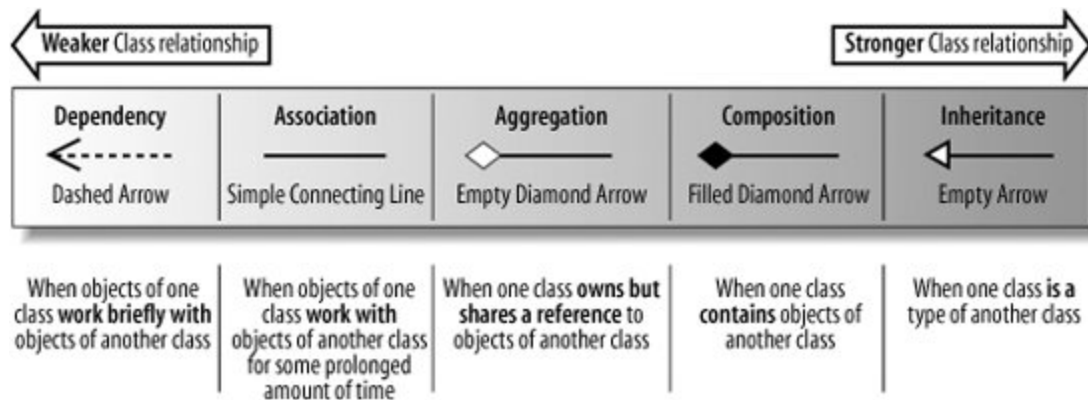 Weaker Class relationship
Stronger Class relationship
Dependency
Dashed Arrow
Association
Simple Connecting Line
Aggregation
Empty Diamond Arrow
Composition
Filled Diamond Arrow
Inheritance
Empty Arrow
When objects of one
class work briefly with
objects of another class
When objects of one
class work with
objects of another class
for some prolonged
amount of time
When one class owns but
shares a reference to
objects of another class
When one class
contains objects of
another class
When one class is a
type of another class